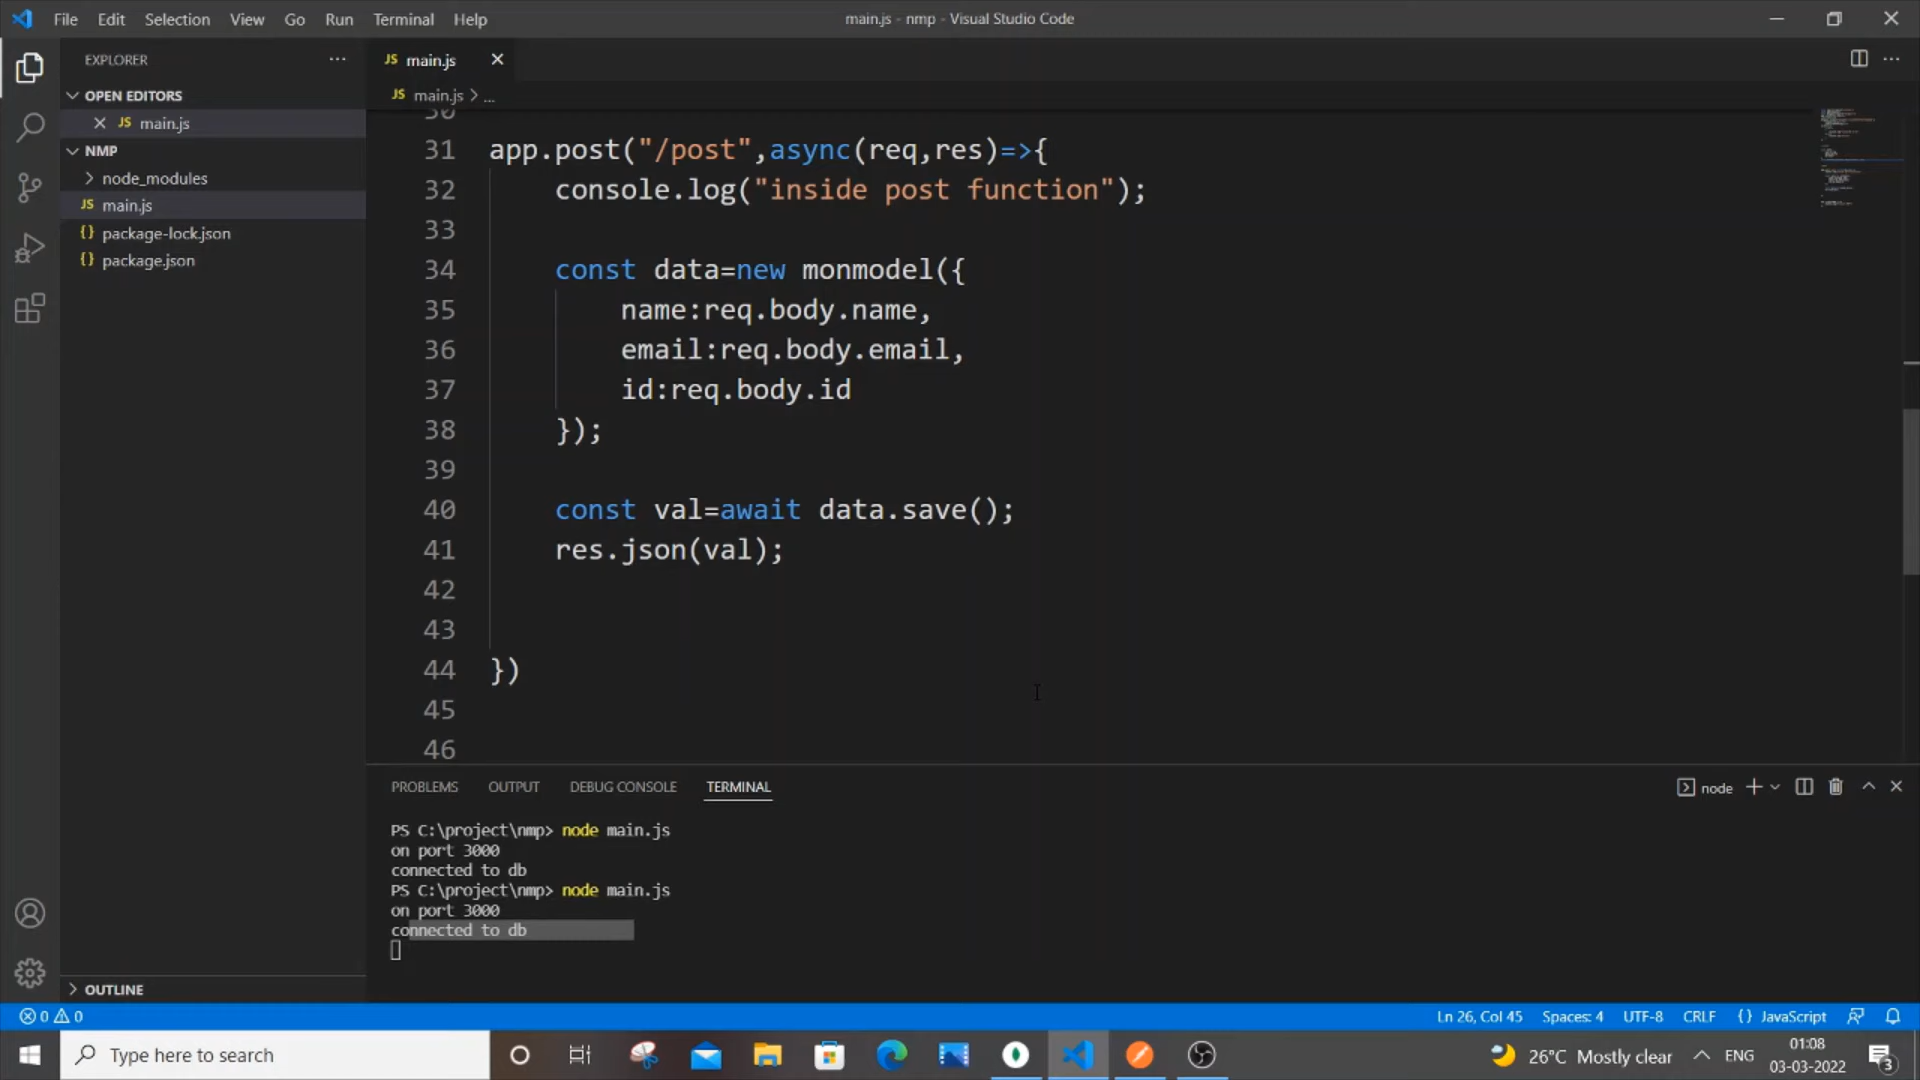 File Edit Selection View Go Run Terminal Help
main.js - nmp - Visual Studio Code
EXPLORER
OPEN EDITORS
JS main.js
NMP
node_modules
JS main.js
{} package-lock.json
{} package.json
OUTLINE
JS main.js
JS main.js > ...
30
31 app.post("/post",async(req,res)=>{
32 console.log("inside post function");
33
34 const data=new monmodel({
35 name:req.body.name,
36 email:req.body.email,
37 id:req.body.id
38 });
39
40 const val=await data.save();
41 res.json(val);
42
43
44 })
45
46
PROBLEMS OUTPUT DEBUG CONSOLE TERMINAL
node
PS C:\project\nmp> node main.js
on port 3000
connected to db
PS C:\project\nmp> node main.js
on port 3000
connected to db
0 0
Ln 26, Col 45 Spaces: 4 UTF-8 CRLF {} JavaScript
Type here to search
26°C Mostly clear
ENG
01:08
03-03-2022
3